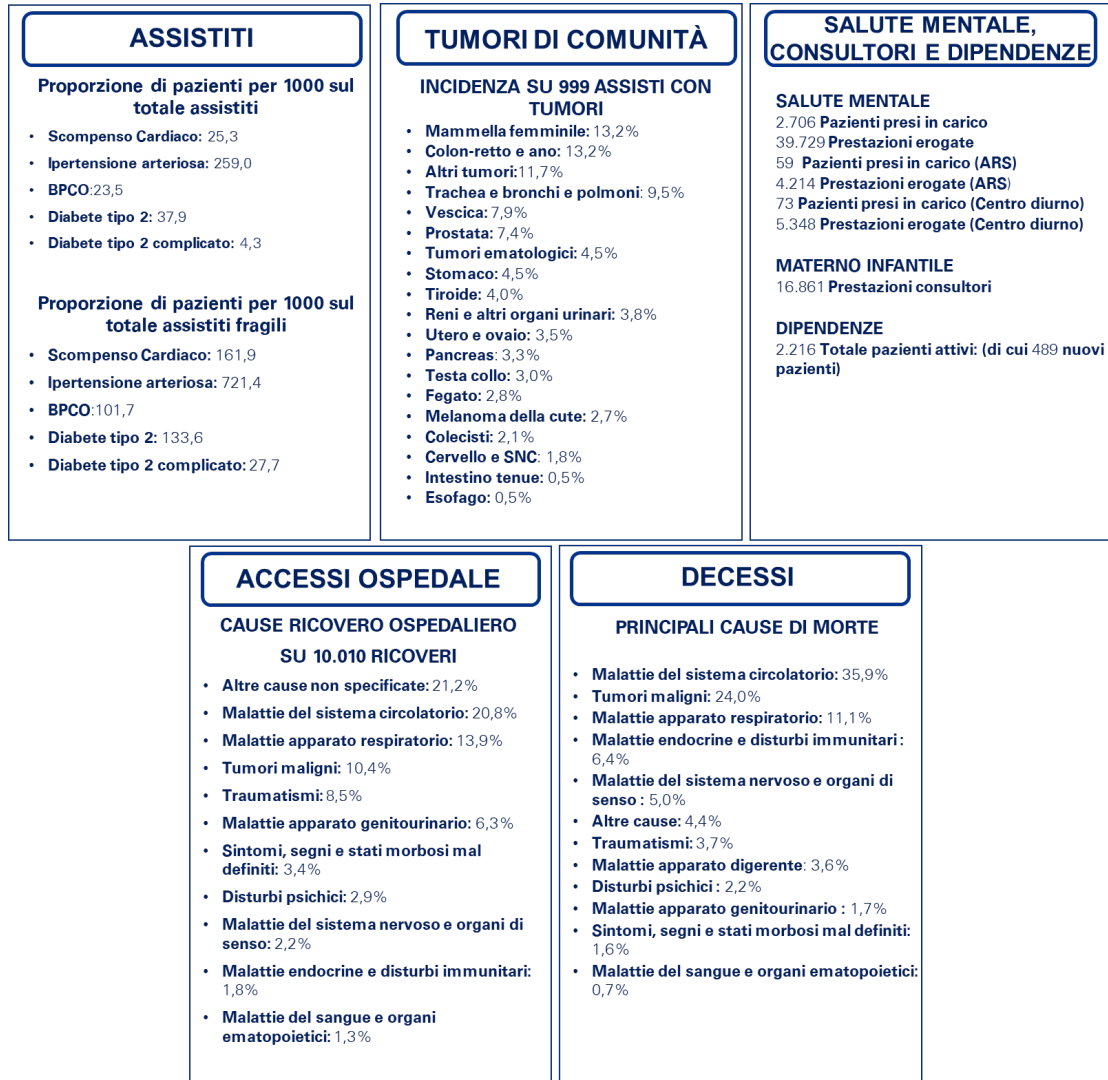 ASSISTITI
Proporzione di pazienti per 1000 sul
totale assistiti
• Scompenso Cardiaco: 25,3
• Ipertensione arteriosa: 259,0
• BPCO:23,5
• Diabete tipo 2: 37,9
• Diabete tipo 2 complicato: 4,3
Proporzione di pazienti per 1000 sul
totale assistiti fragili
• Scompenso Cardiaco: 161,9
• Ipertensione arteriosa: 721,4
• BPCO:101,7
• Diabete tipo 2: 133,6
• Diabete tipo 2 complicato: 27,7
TUMORI DI COMUNITÀ
INCIDENZA SU 999 ASSISTI CON
TUMORI
• Mammella femminile: 13,2%
• Colon-retto e ano: 13,2%
• Altri tumori:11,7%
• Trachea e bronchi e polmoni: 9,5%
• Vescica: 7,9%
• Prostata: 7,4%
• Tumori ematologici: 4,5%
• Stomaco: 4,5%
• Tiroide: 4,0%
• Reni e altri organi urinari: 3,8%
• Utero e ovaio: 3,5%
• Pancreas: 3,3%
• Testa collo: 3,0%
• Fegato: 2,8%
• Melanoma della cute: 2,7%
• Colecisti: 2,1%
• Cervello e SNC: 1,8%
• Intestino tenue: 0,5%
• Esofago: 0,5%
SALUTE MENTALE,
CONSULTORI E DIPENDENZE
SALUTE MENTALE
2.706 Pazienti presi in carico
39.729 Prestazioni erogate
59 Pazienti presi in carico (ARS)
4.214 Prestazioni erogate (ARS)
73 Pazienti presi in carico (Centro diurno)
5.348 Prestazioni erogate (Centro diurno)
MATERNO INFANTILE
16.861 Prestazioni consultori
DIPENDENZE
2.216 Totale pazienti attivi: (di cui 489 nuovi
pazienti)
ACCESSI OSPEDALE
CAUSE RICOVERO OSPEDALIERO
SU 10.010 RICOVERI
• Altre cause non specificate: 21,2%
• Malattie del sistema circolatorio: 20,8%
• Malattie apparato respiratorio: 13,9%
• Tumori maligni: 10,4%
• Traumatismi: 8,5%
• Malattie apparato genitourinario: 6,3%
• Sintomi, segni e stati morbosi mal
definiti: 3,4%
• Disturbi psichici: 2,9%
• Malattie del sistema nervoso e organi di
senso: 2,2%
• Malattie endocrine e disturbi immunitari:
1,8%
• Malattie del sangue e organi
ematopoietici: 1,3%
DECESSI
PRINCIPALI CAUSE DI MORTE
• Malattie del sistema circolatorio: 35,9%
• Tumori maligni: 24,0%
• Malattie apparato respiratorio: 11,1%
• Malattie endocrine e disturbi immunitari :
6,4%
• Malattie del sistema nervoso e organi di
senso : 5,0%
• Altre cause: 4,4%
• Traumatismi: 3,7%
• Malattie apparato digerente: 3,6%
• Disturbi psichici : 2,2%
• Malattie apparato genitourinario : 1,7%
• Sintomi, segni e stati morbosi mal definiti:
1,6%
• Malattie del sangue e organi ematopoietici:
0,7%